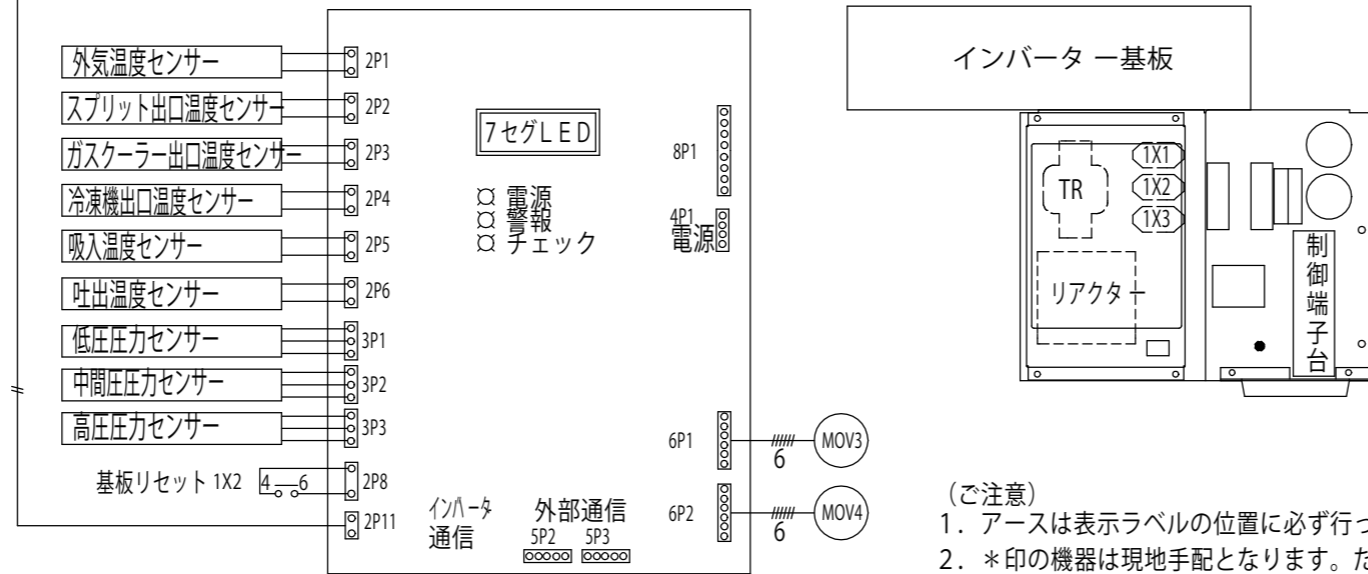 外気温度センサー 2P1
スプリット出口温度センサー 2P2
ガスクーラー出口温度センサー 2P3
冷凍機出口温度センサー 2P4
吸入温度センサー 2P5
吐出温度センサー 2P6
低圧圧力センサー 3P1
中間圧圧力センサー 3P2
高圧圧力センサー 3P3
基板リセット 1X2 4 6 2P8
2P11
7セグLED
電源
警報
チェック
8P1
4P1
電源
6P1 6 MOV3
6P2 6 MOV4
インバータ
通信
外部通信
5P2 5P3
インバーター基板
TR
1X1
1X2
1X3
リアクター
制御端子台
(ご注意)
1. アースは表示ラベルの位置に必ず行っ
2. *印の機器は現地手配となります。た